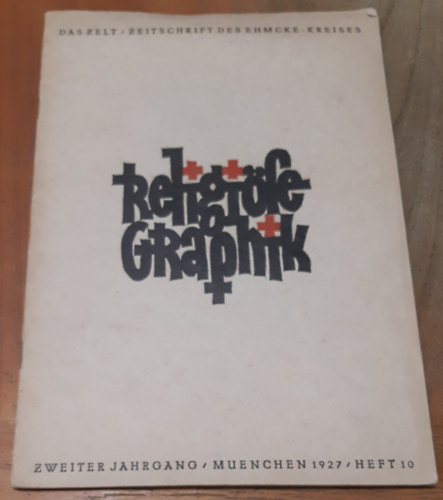 DAS ZELT / ZEITSCHRIFT DES EHMCKE-KREISES
Religiöſe
Graphik
ZWEITER JAHRGANG / MUENCHEN 1927 / HEFT 10